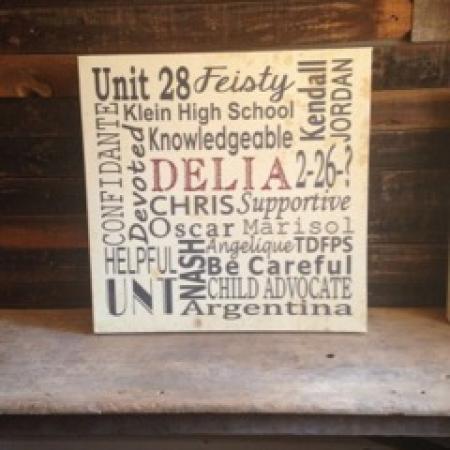 Unit 28 Feisty
Kendall
JORDAN
CONFIDANTE
Klein High School
Devoted
Knowledgeable
DELIA 2-26-?
CHRIS Supportive
Oscar Marisol
HELPFUL
NASH
Angelique TDFPS
Be Careful
UNT
CHILD ADVOCATE
Argentina